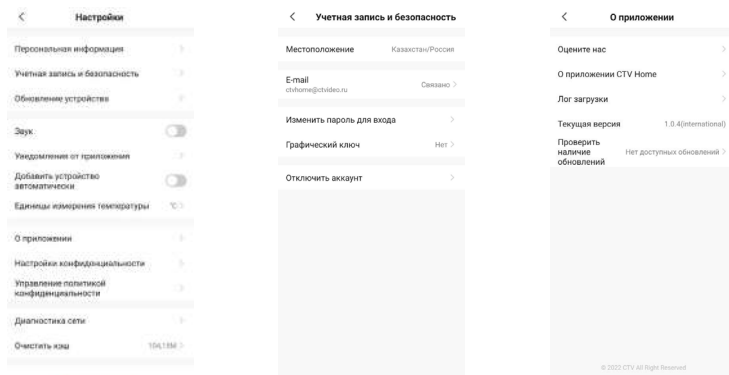 Настройки
Персональная информация
Учетная запись и безопасность
Обновление устройства
Звук
Уведомления от приложения
Добавить устройство
автоматически
Единицы измерения температуры °C
О приложении
Настройки конфиденциальности
Управление политикой
конфиденциальности
Диагностика сети
Очистить кэш
Учетная запись и безопасность
Местоположение Казахстан/Россия
E-mail
ctvhome@ctvideo.ru Связано
Изменить пароль для входа
Графический ключ Нет
Отключить аккаунт
О приложении
Оцените нас
О приложении CTV Home
Лог загрузки
Текущая версия 1.0.4(international)
Проверить
наличие Нет доступных обновлений
обновлений
© 2022 CTV All Right Reserved